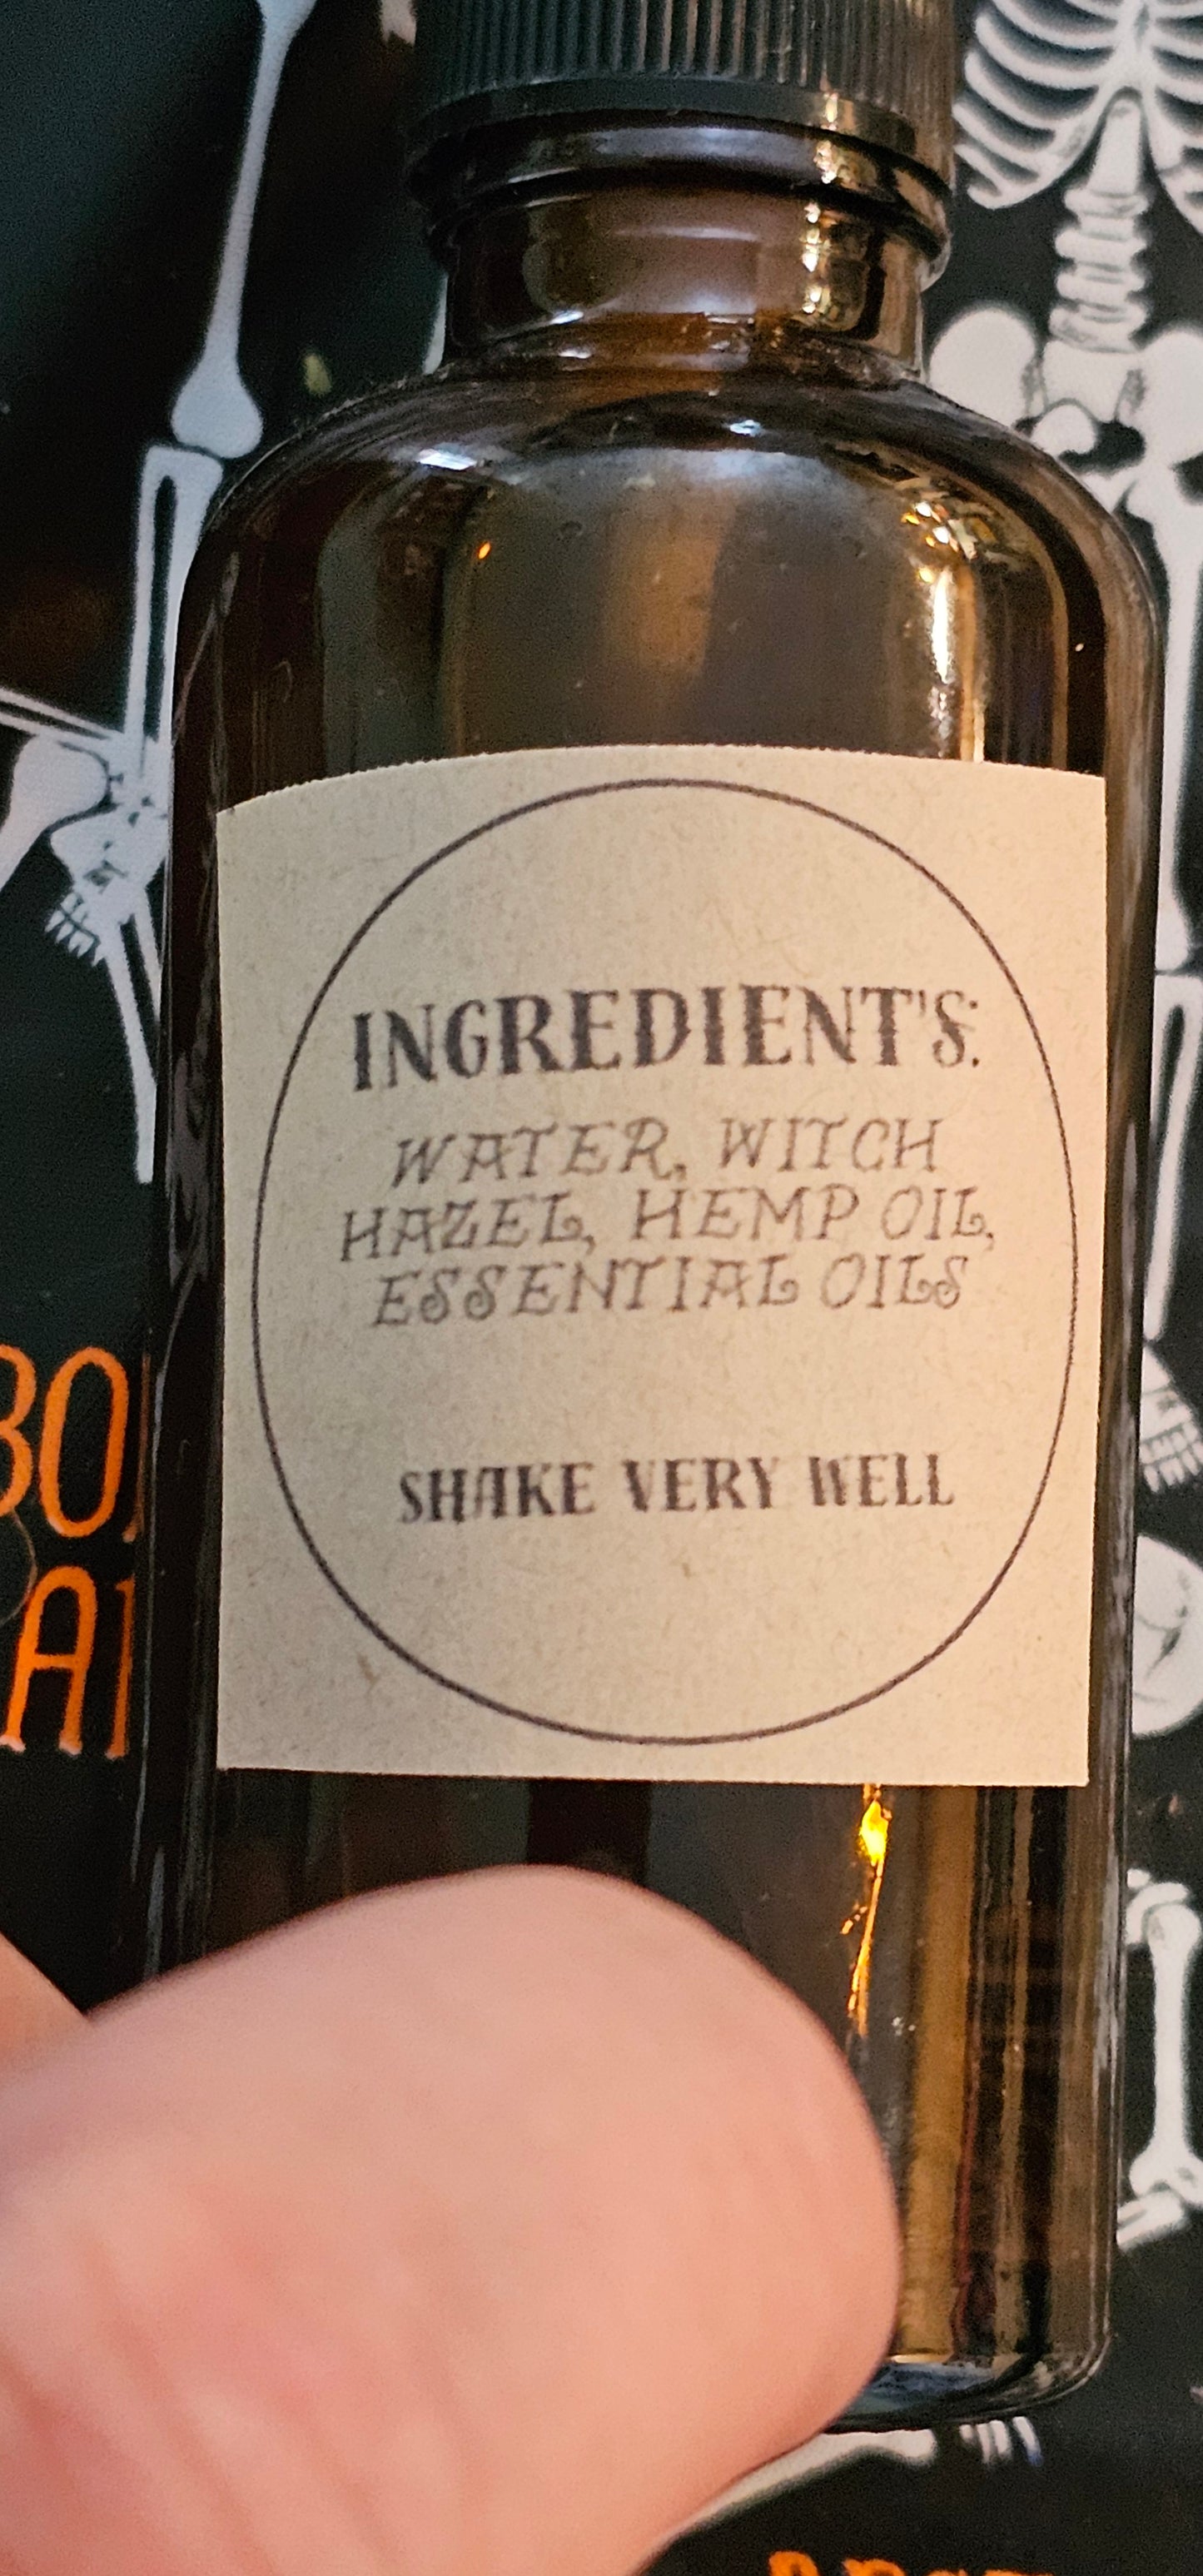 INGREDIENT'S:
WATER, WITCH
HAZEL, HEMP OIL,
ESSENTIAL OILS
SHAKE VERY WELL